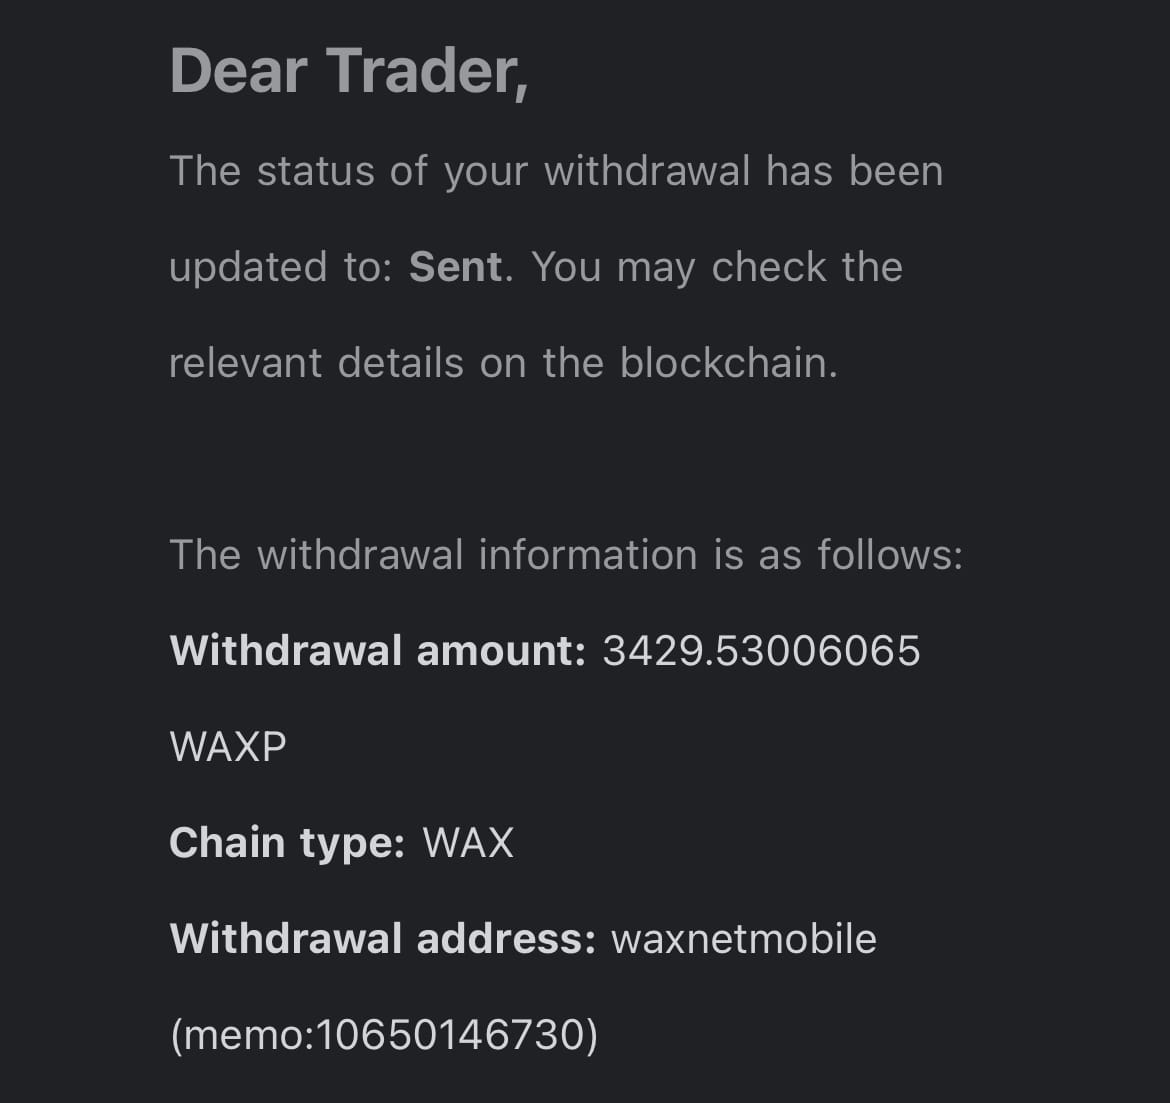 Dear Trader,
The status of your withdrawal has been
updated to: Sent. You may check the
relevant details on the blockchain.
The withdrawal information is as follows:
Withdrawal amount: 3429.53006065
WAXP
Chain type: WAX
Withdrawal address: waxnetmobile
(memo:10650146730)